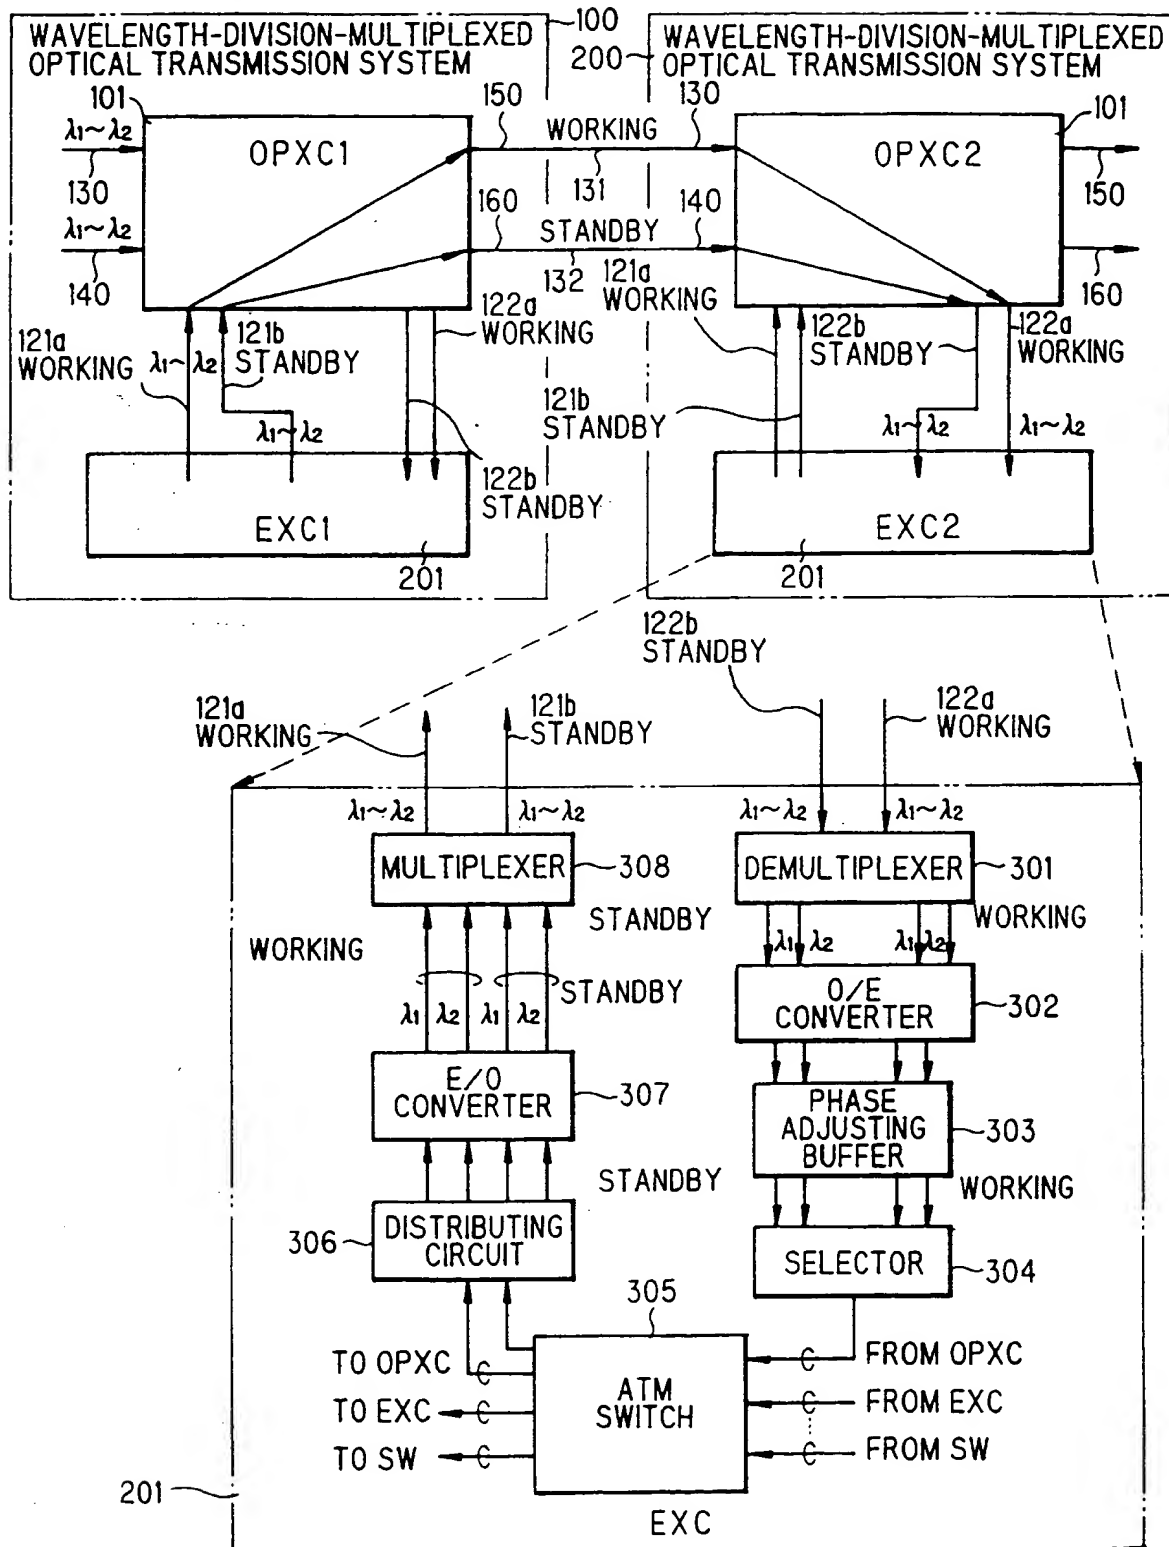 WAVELENGTH-DIVISION-MULTIPLEXED
OPTICAL TRANSMISSION SYSTEM
100
WAVELENGTH-DIVISION-MULTIPLEXED
OPTICAL TRANSMISSION SYSTEM
200
101
λ1~λ2
130
λ1~λ2
140
OPXC1
150
WORKING
131
130
160
STANDBY
132
140
OPXC2
101
150
160
121a
WORKING
λ1~λ2
121b
STANDBY
λ1~λ2
122a
WORKING
122b
STANDBY
EXC1
201
121a
WORKING
121b
STANDBY
122b
STANDBY
122a
WORKING
λ1~λ2
λ1~λ2
EXC2
201
121a
WORKING
121b
STANDBY
122b
STANDBY
122a
WORKING
λ1~λ2
λ1~λ2
λ1~λ2
λ1~λ2
MULTIPLEXER
308
DEMULTIPLEXER
301
WORKING
STANDBY
WORKING
λ1
λ2
λ1
λ2
STANDBY
λ1
λ2
λ1
λ2
O/E
CONVERTER
302
E/O
CONVERTER
307
PHASE
ADJUSTING
BUFFER
303
STANDBY
WORKING
306
DISTRIBUTING
CIRCUIT
SELECTOR
304
305
ATM
SWITCH
TO OPXC
TO EXC
TO SW
FROM OPXC
FROM EXC
FROM SW
201
EXC